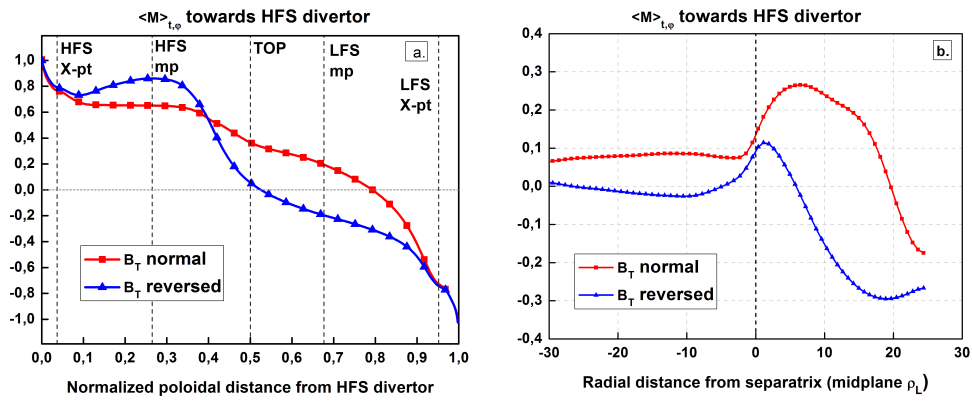 <M>t,φ towards HFS divertor
a.
HFS
X-pt
HFS
mp
TOP
LFS
mp
LFS
X-pt
1,0
0,8
0,6
0,4
0,2
0,0
-0,2
-0,4
-0,6
-0,8
-1,0
BT normal
BT reversed
0,0 0,1 0,2 0,3 0,4 0,5 0,6 0,7 0,8 0,9 1,0
Normalized poloidal distance from HFS divertor
<M>t,φ towards HFS divertor
b.
0,4
0,3
0,2
0,1
0,0
-0,1
-0,2
-0,3
-0,4
BT normal
BT reversed
-30 -20 -10 0 10 20 30
Radial distance from separatrix (midplane ρL)